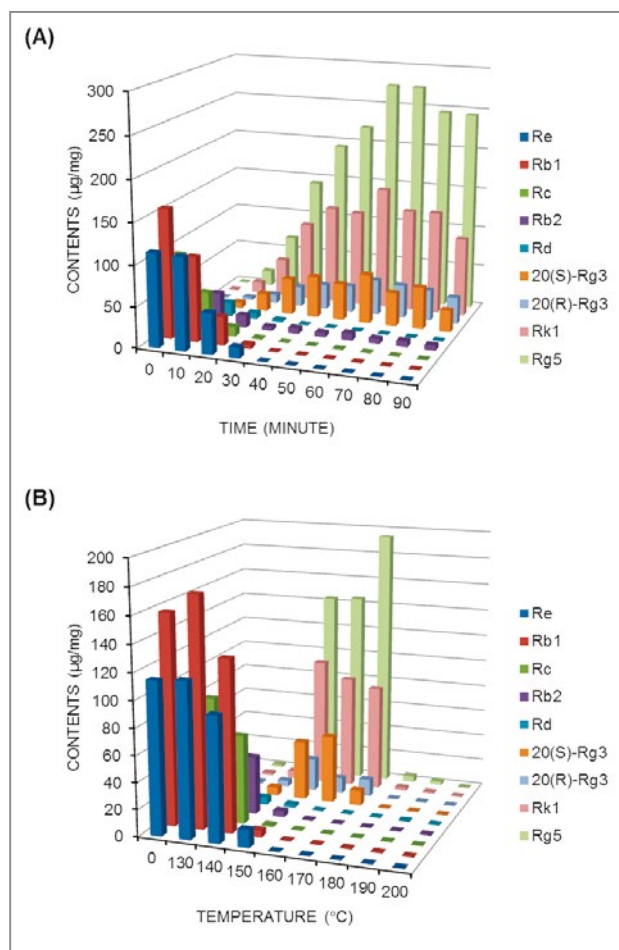 (A)
CONTENTS (µg/mg)
300
250
200
150
100
50
0
0 10 20 30 40 50 60 70 80 90
TIME (MINUTE)
Re
Rb1
Rc
Rb2
Rd
20(S)-Rg3
20(R)-Rg3
Rk1
Rg5
(B)
CONTENTS (µg/mg)
200
180
160
140
120
100
80
60
40
20
0
0 130 140 150 160 170 180 190 200
TEMPERATURE (°C)
Re
Rb1
Rc
Rb2
Rd
20(S)-Rg3
20(R)-Rg3
Rk1
Rg5